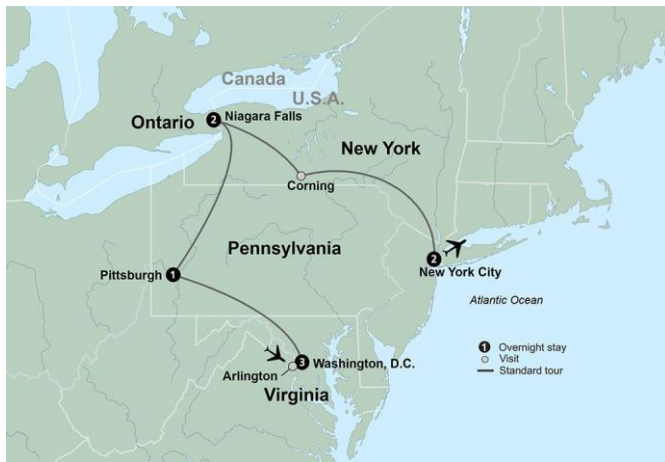 Canada
U.S.A.
2 Niagara Falls
Ontario
New York
Corning
Pennsylvania
Pittsburgh 1
2
New York City
Atlantic Ocean
1 Overnight stay
Visit
Standard tour
3 Washington, D.C.
Arlington
Virginia